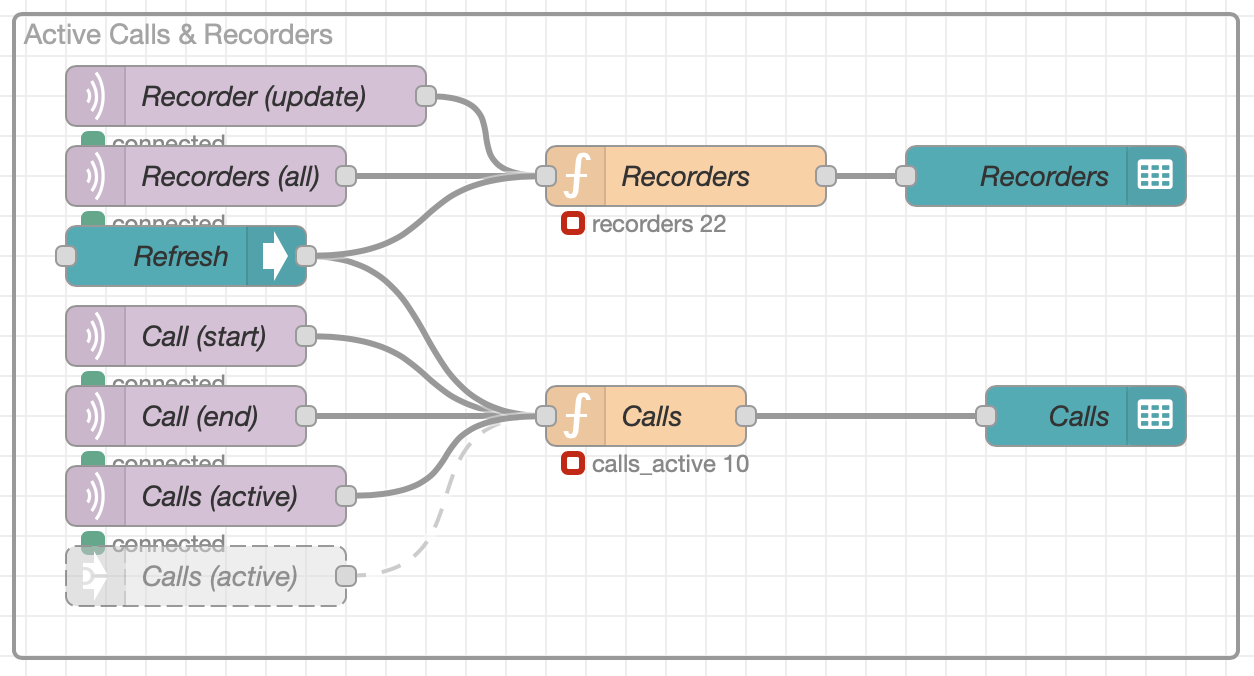 Active Calls & Recorders
Recorder (update)
connected
Recorders (all)
connected
Recorders
recorders 22
Recorders
Refresh
Call (start)
connected
Call (end)
connected
Calls (active)
connected
Calls (active)
Calls
calls_active 10
Calls